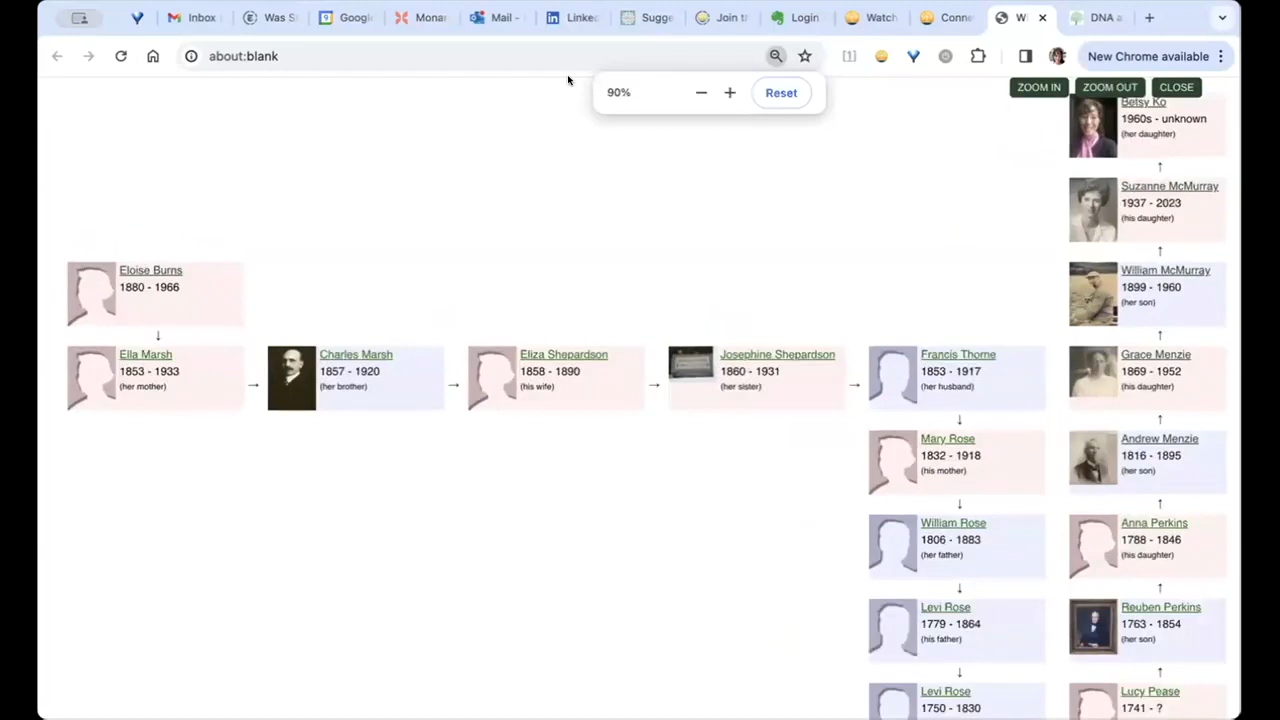 Inbox
Was S
Googl
Monar
Mail -
Linke
Sugge
Join tl
Login
Watch
Conne
W
DNA a
about:blank
New Chrome available
90%
Reset
ZOOM IN
ZOOM OUT
CLOSE
Betsy Ko
1960s - unknown
(her daughter)
↑
Suzanne McMurray
1937 - 2023
(his daughter)
↑
Eloise Burns
1880 - 1966
William McMurray
1899 - 1960
(her son)
↓
↑
Ella Marsh
1853 - 1933
(her mother)
→
Charles Marsh
1857 - 1920
(her brother)
→
Eliza Shepardson
1858 - 1890
(his wife)
→
Josephine Shepardson
1860 - 1931
(her sister)
→
Francis Thorne
1853 - 1917
(her husband)
Grace Menzie
1869 - 1952
(his daughter)
↓
↑
Mary Rose
1832 - 1918
(his mother)
Andrew Menzie
1816 - 1895
(her son)
↓
↑
William Rose
1806 - 1883
(her father)
Anna Perkins
1788 - 1846
(his daughter)
↓
↑
Levi Rose
1779 - 1864
(his father)
Reuben Perkins
1763 - 1854
(her son)
↓
↑
Levi Rose
1750 - 1830
Lucy Pease
1741 - ?